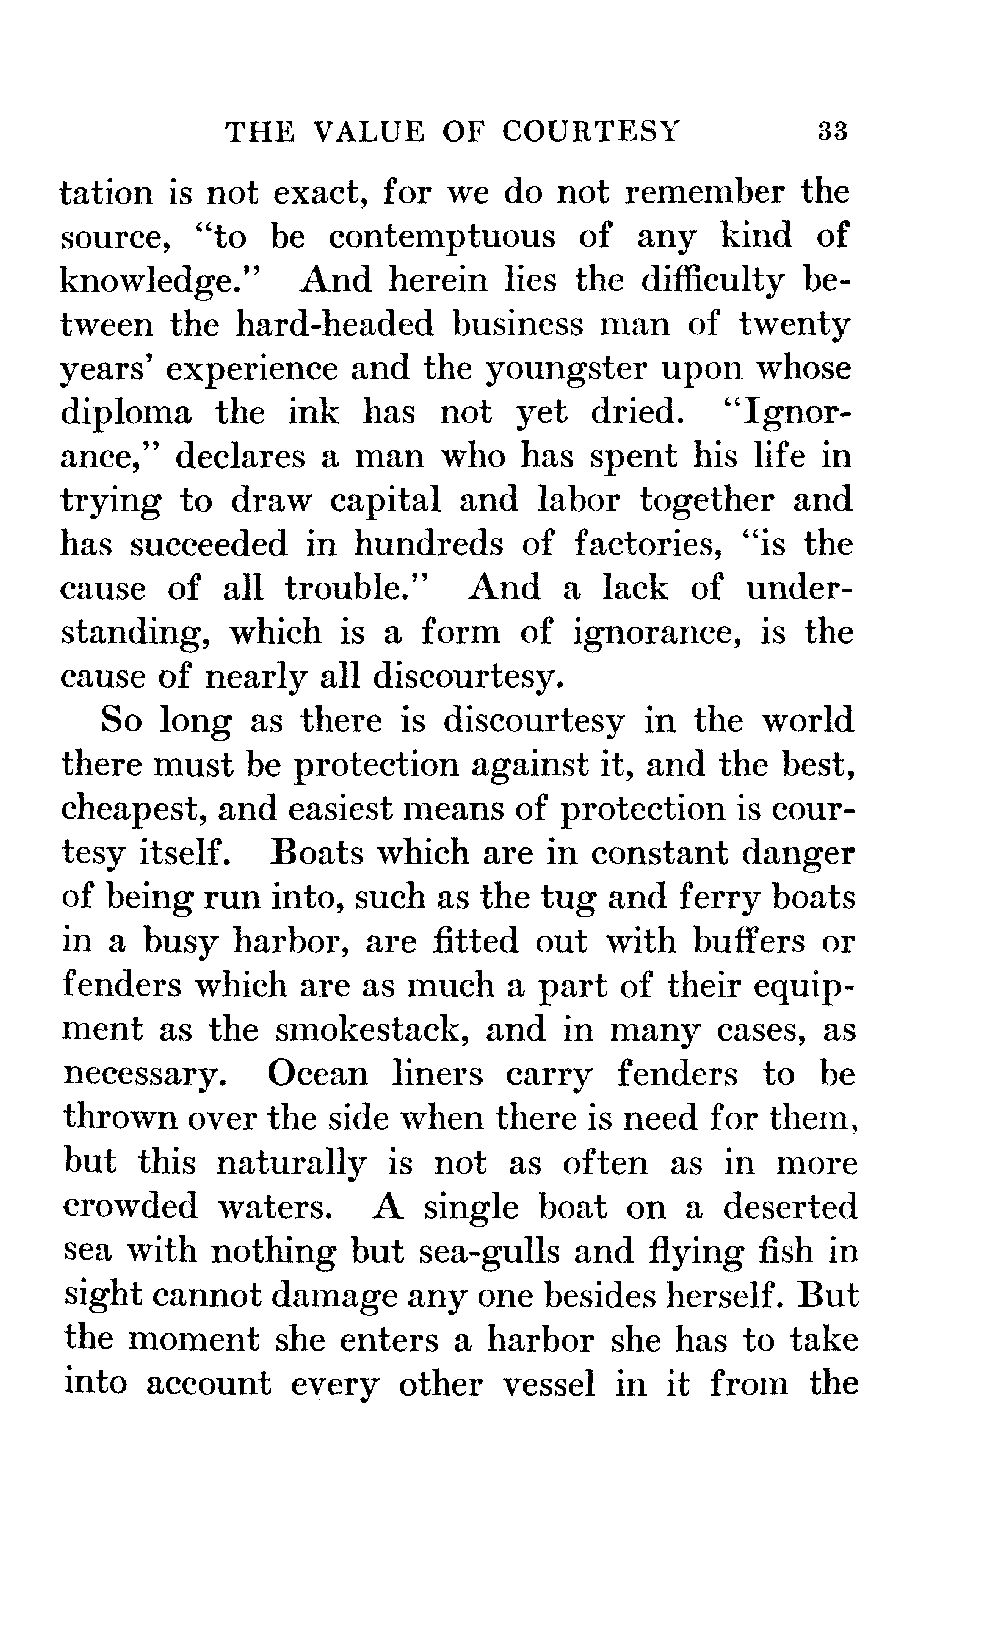 THE VALUE OF COURTESY 33
tation is not exact, for we do not remember the
source, “to be contemptuous of any kind of
knowledge.” And herein lies the difficulty be-
tween the hard-headed business man of twenty
years’ experience and the youngster upon whose
diploma the ink has not yet dried. “Ignor-
ance,” declares a man who has spent his life in
trying to draw capital and labor together and
has succeeded in hundreds of factories, “is the
cause of all trouble.” And a lack of under-
standing, which is a form of ignorance, is the
cause of nearly all discourtesy.
So long as there is discourtesy in the world
there must be protection against it, and the best,
cheapest, and easiest means of protection is cour-
tesy itself. Boats which are in constant danger
of being run into, such as the tug and ferry boats
in a busy harbor, are fitted out with buffers or
fenders which are as much a part of their equip-
ment as the smokestack, and in many cases, as
necessary. Ocean liners carry fenders to be
thrown over the side when there is need for them,
but this naturally is not as often as in more
crowded waters. A single boat on a deserted
sea with nothing but sea-gulls and flying fish in
sight cannot damage any one besides herself. But
the moment she enters a harbor she has to take
into account every other vessel in it from the